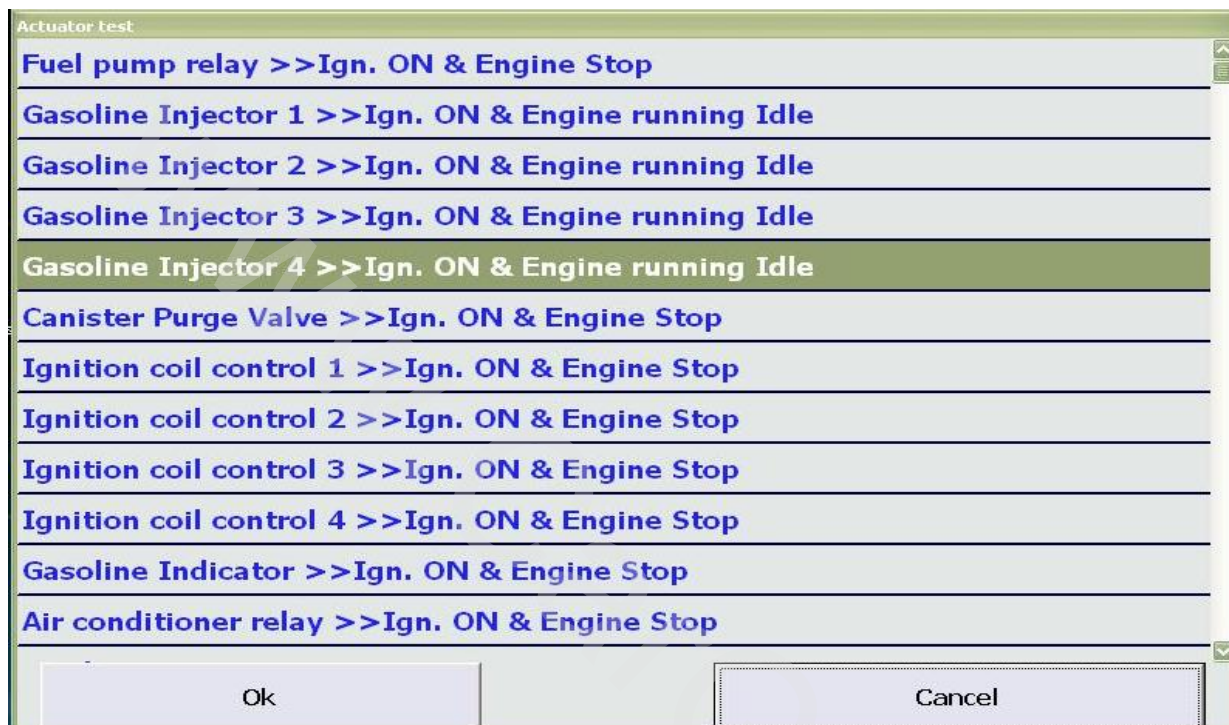 Actuator test
Fuel pump relay >>Ign. ON & Engine Stop
Gasoline Injector 1 >>Ign. ON & Engine running Idle
Gasoline Injector 2 >>Ign. ON & Engine running Idle
Gasoline Injector 3 >>Ign. ON & Engine running Idle
Gasoline Injector 4 >>Ign. ON & Engine running Idle
Canister Purge Valve >>Ign. ON & Engine Stop
Ignition coil control 1 >>Ign. ON & Engine Stop
Ignition coil control 2 >>Ign. ON & Engine Stop
Ignition coil control 3 >>Ign. ON & Engine Stop
Ignition coil control 4 >>Ign. ON & Engine Stop
Gasoline Indicator >>Ign. ON & Engine Stop
Air conditioner relay >>Ign. ON & Engine Stop
Ok
Cancel